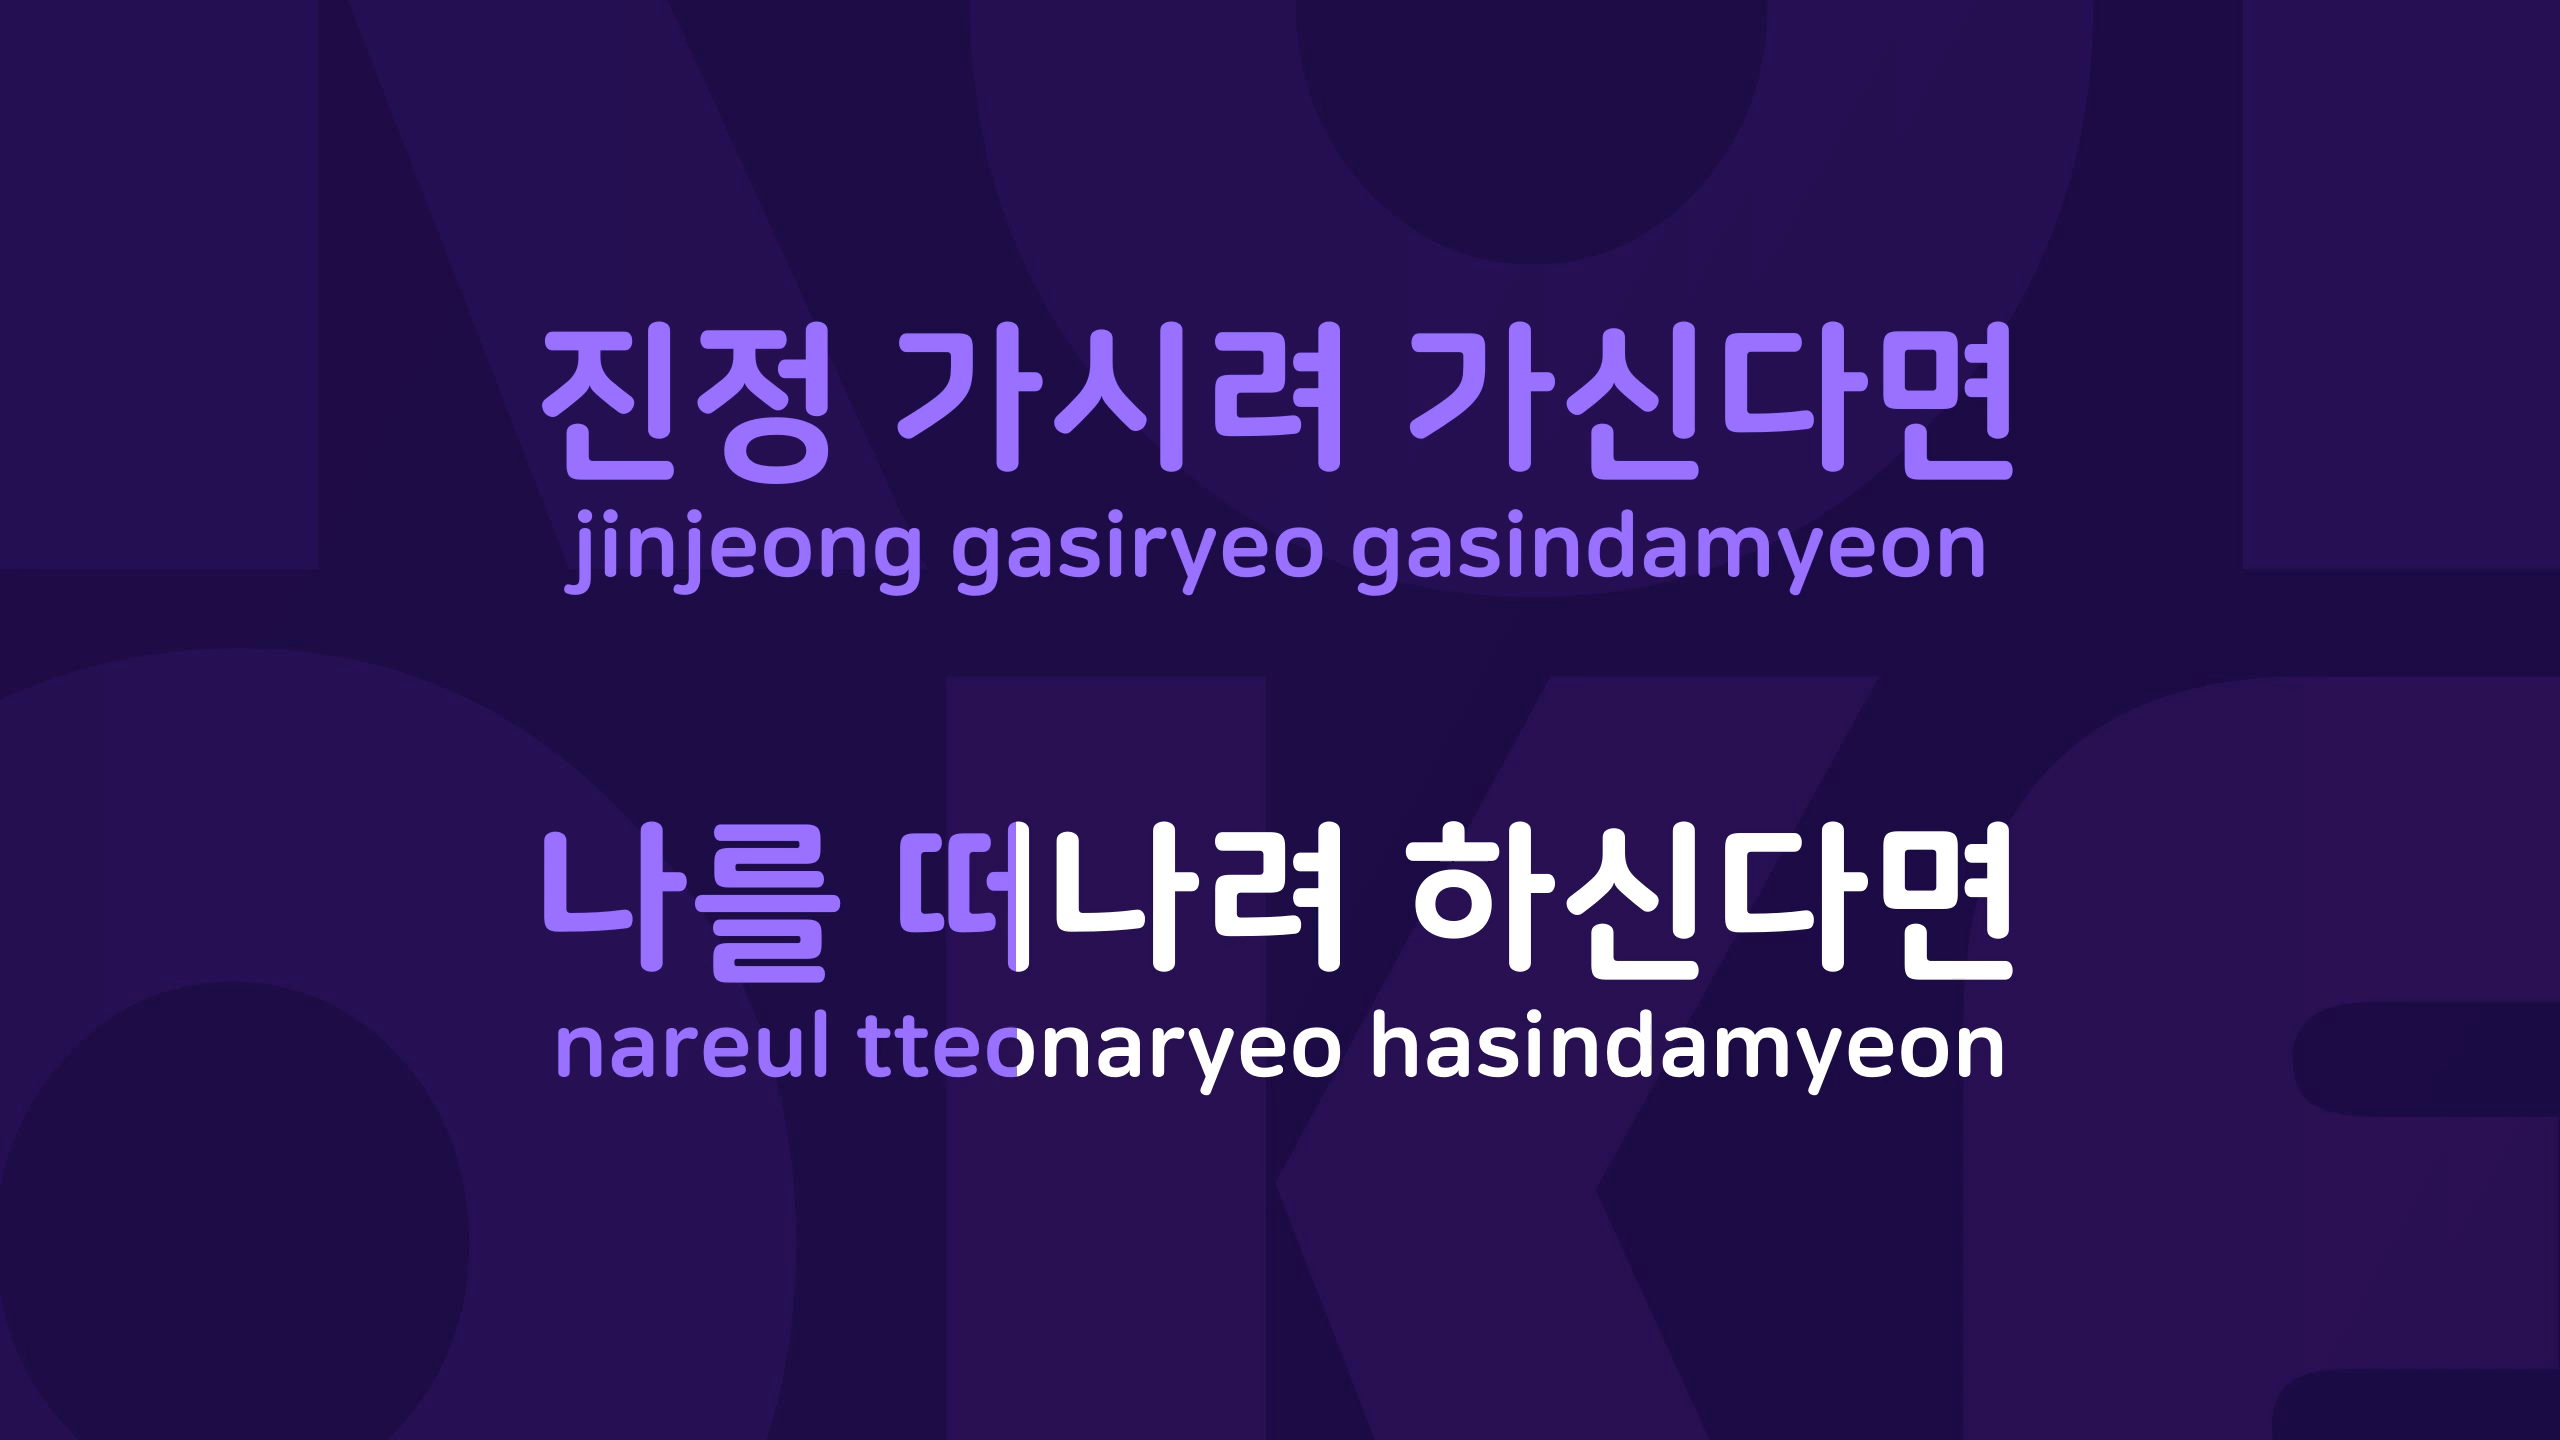 진정 가시려 가신다면
jinjeong gasiryeo gasindamyeon
나를 떠나려 하신다면
nareul tteonaryeo hasindamyeon